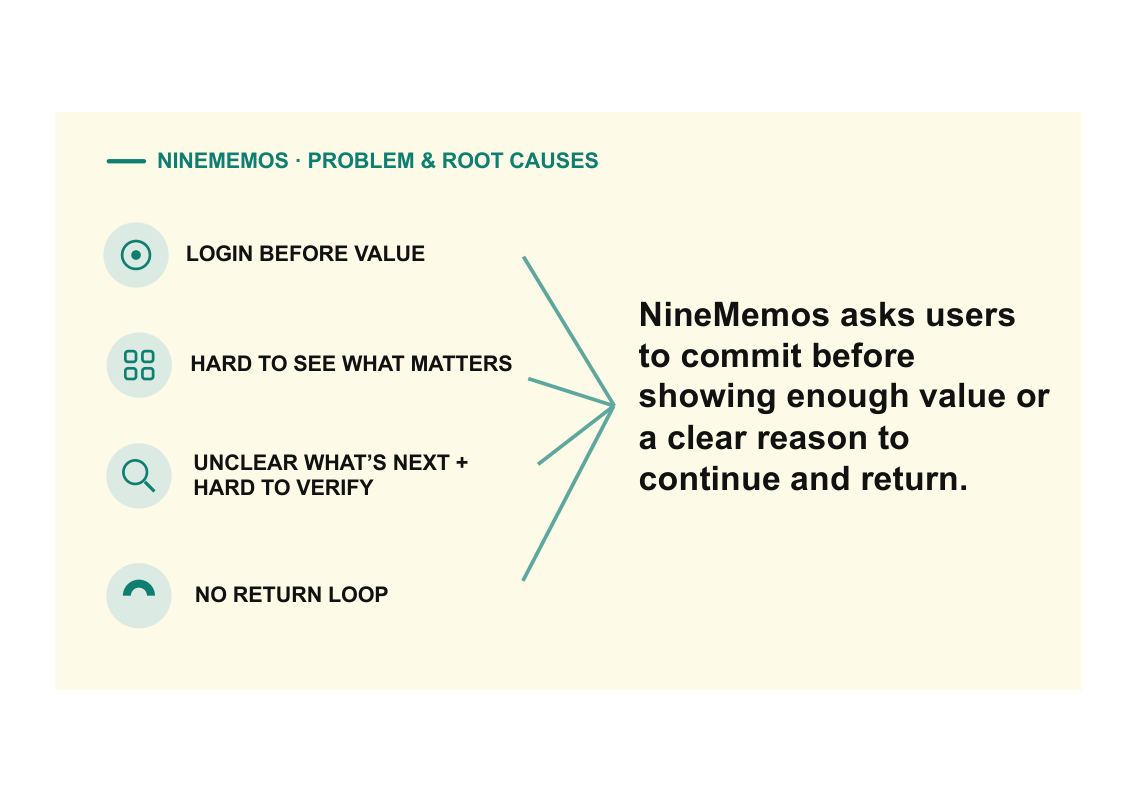 NINEMEMOS · PROBLEM & ROOT CAUSES
LOGIN BEFORE VALUE
HARD TO SEE WHAT MATTERS
UNCLEAR WHAT’S NEXT +
HARD TO VERIFY
NO RETURN LOOP
NineMemos asks users
to commit before
showing enough value or
a clear reason to
continue and return.